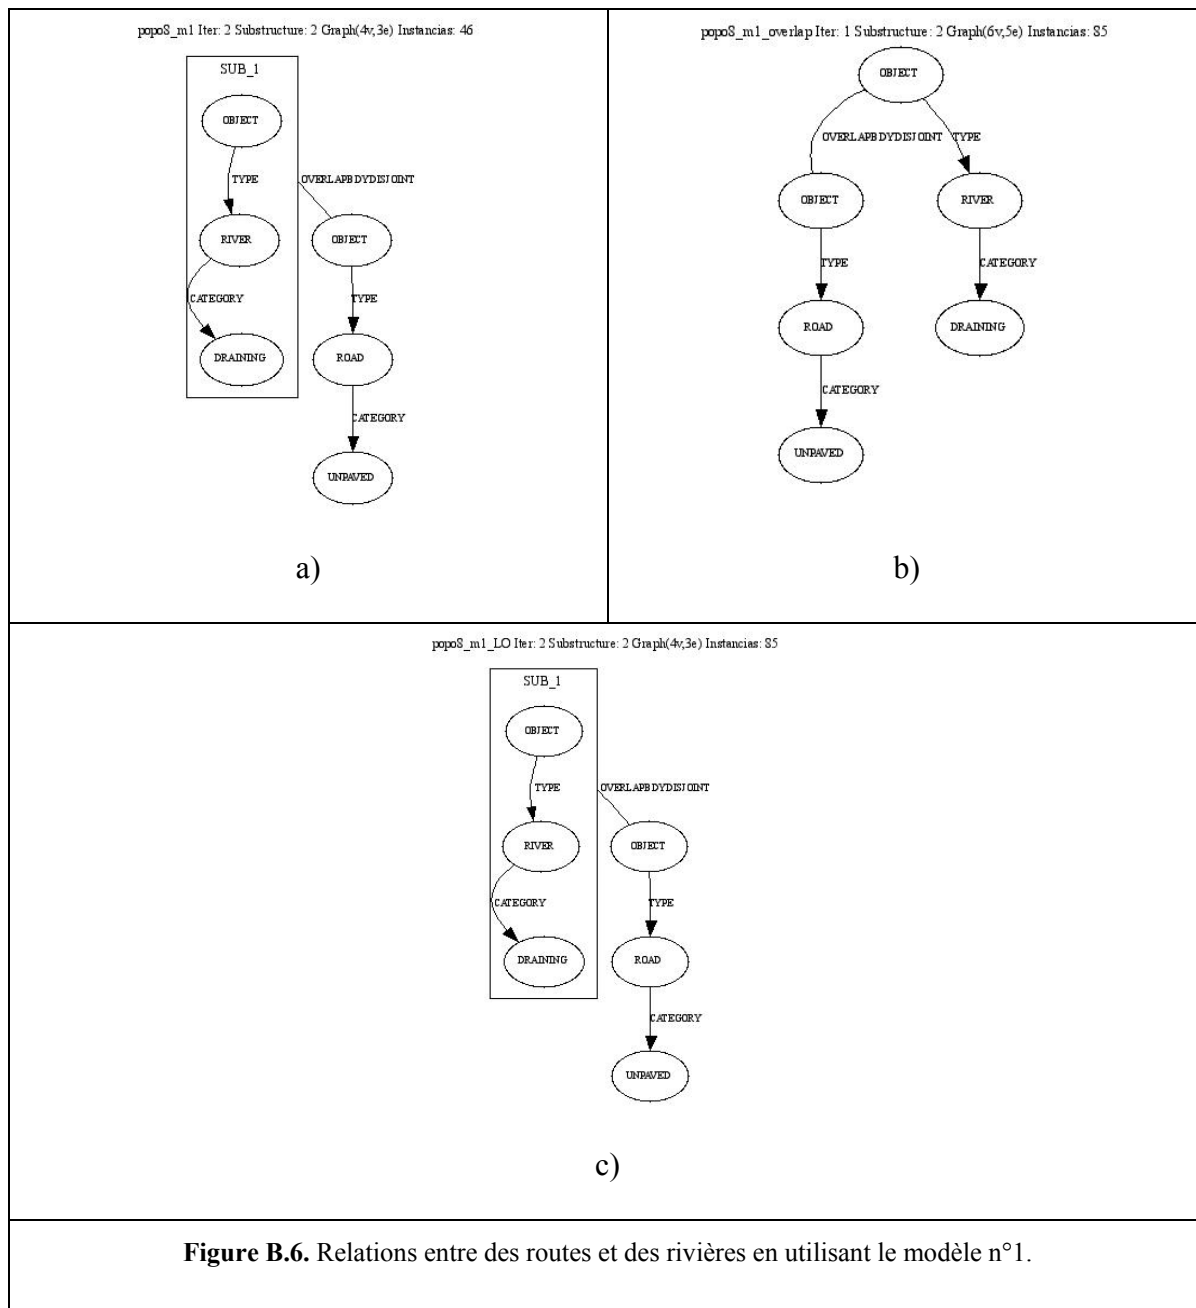 popo8_m1 Iter: 2 Substructure: 2 Graph(4v,3e) Instancias: 46
SUB_1
OBJECT
TYPE
OVERLAPBDYDISJOINT
RIVER
OBJECT
CATEGORY
TYPE
DRAINING
ROAD
CATEGORY
UNPAVED
a)
popo8_m1_overlap Iter: 1 Substructure: 2 Graph(6v,5e) Instancias: 85
OBJECT
OVERLAPBDYDISJOINT
TYPE
OBJECT
RIVER
TYPE
CATEGORY
ROAD
DRAINING
CATEGORY
UNPAVED
b)
popo8_m1_LO Iter: 2 Substructure: 2 Graph(4v,3e) Instancias: 85
SUB_1
OBJECT
TYPE
OVERLAPBDYDISJOINT
RIVER
OBJECT
CATEGORY
TYPE
DRAINING
ROAD
CATEGORY
UNPAVED
c)
Figure B.6. Relations entre des routes et des rivières en utilisant le modèle n°1.